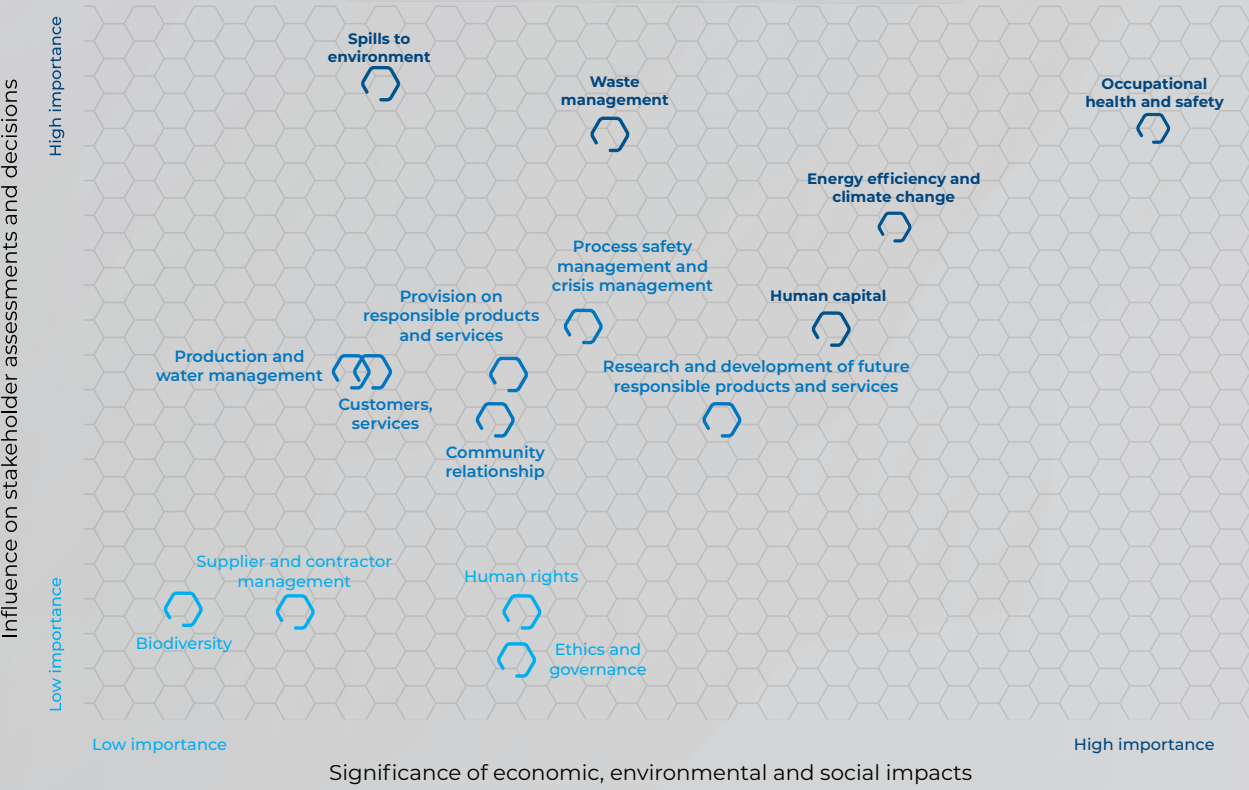 Influence on stakeholder assessments and decisions
High importance
Low importance
Spills to
environment
Waste
management
Occupational
health and safety
Energy efficiency and
climate change
Process safety
management and
crisis management
Human capital
Provision on
responsible products
and services
Production and
water management
Research and development of future
responsible products and services
Customers,
services
Community
relationship
Supplier and contractor
management
Human rights
Biodiversity
Ethics and
governance
Low importance
High importance
Significance of economic, environmental and social impacts